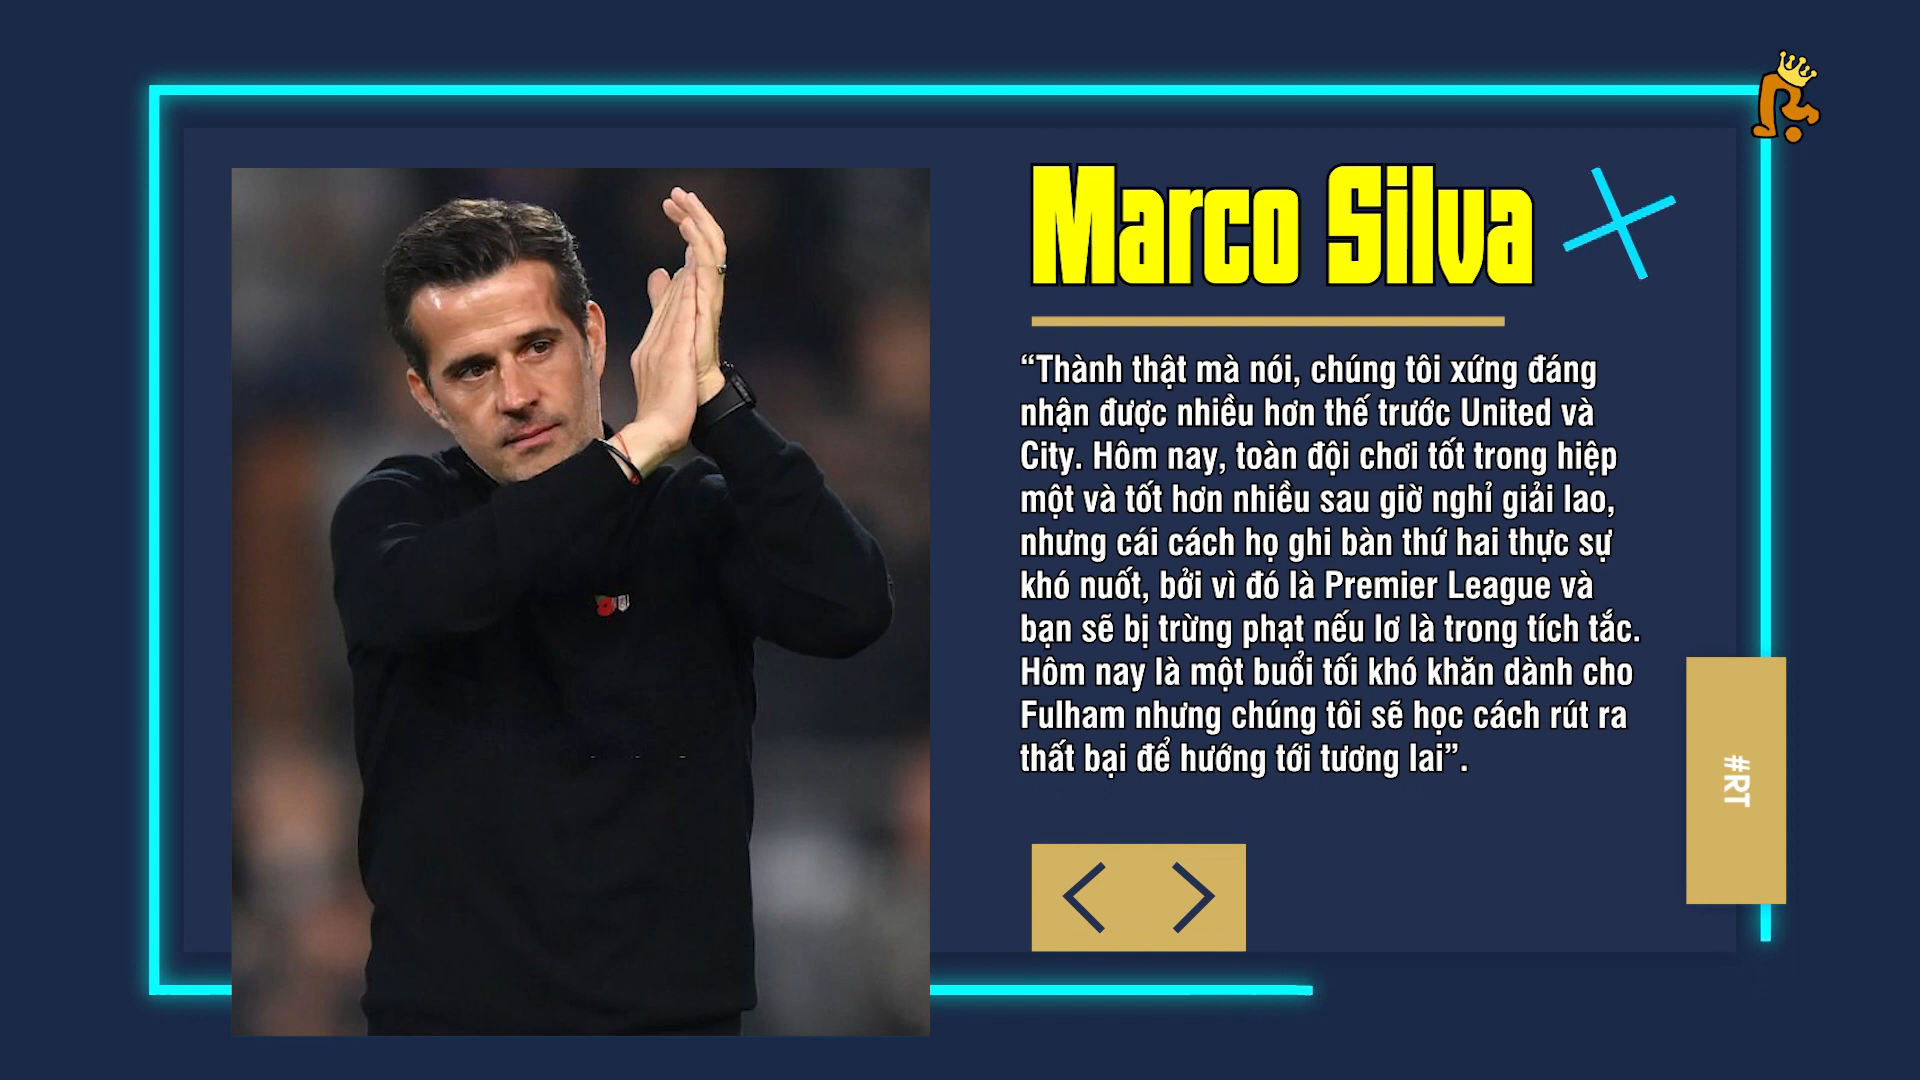 Marco Silva
“Thành thật mà nói, chúng tôi xứng đáng
nhận được nhiều hơn thế trước United và
City. Hôm nay, toàn đội chơi tốt trong hiệp
một và tốt hơn nhiều sau giờ nghỉ giải lao,
nhưng cái cách họ ghi bàn thứ hai thực sự
khó nuốt, bởi vì đó là Premier League và
bạn sẽ bị trừng phạt nếu lơ là trong tích tắc.
Hôm nay là một buổi tối khó khăn dành cho
Fulham nhưng chúng tôi sẽ học cách rút ra
thất bại để hướng tới tương lai”.
#RT